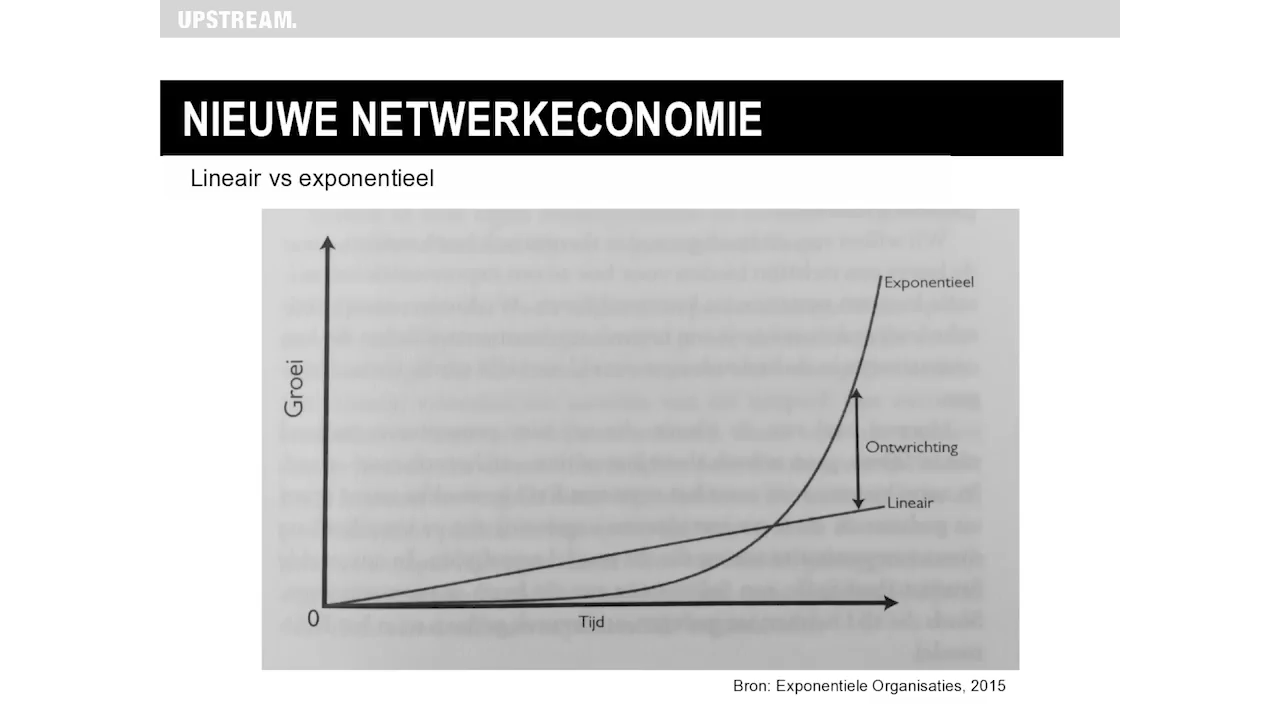 UPSTREAM.
NIEUWE NETWERKECONOMIE
Lineair vs exponentieel
Exponentieel
Groei
Ontwrichting
Lineair
0
Tijd
Bron: Exponentiele Organisaties, 2015